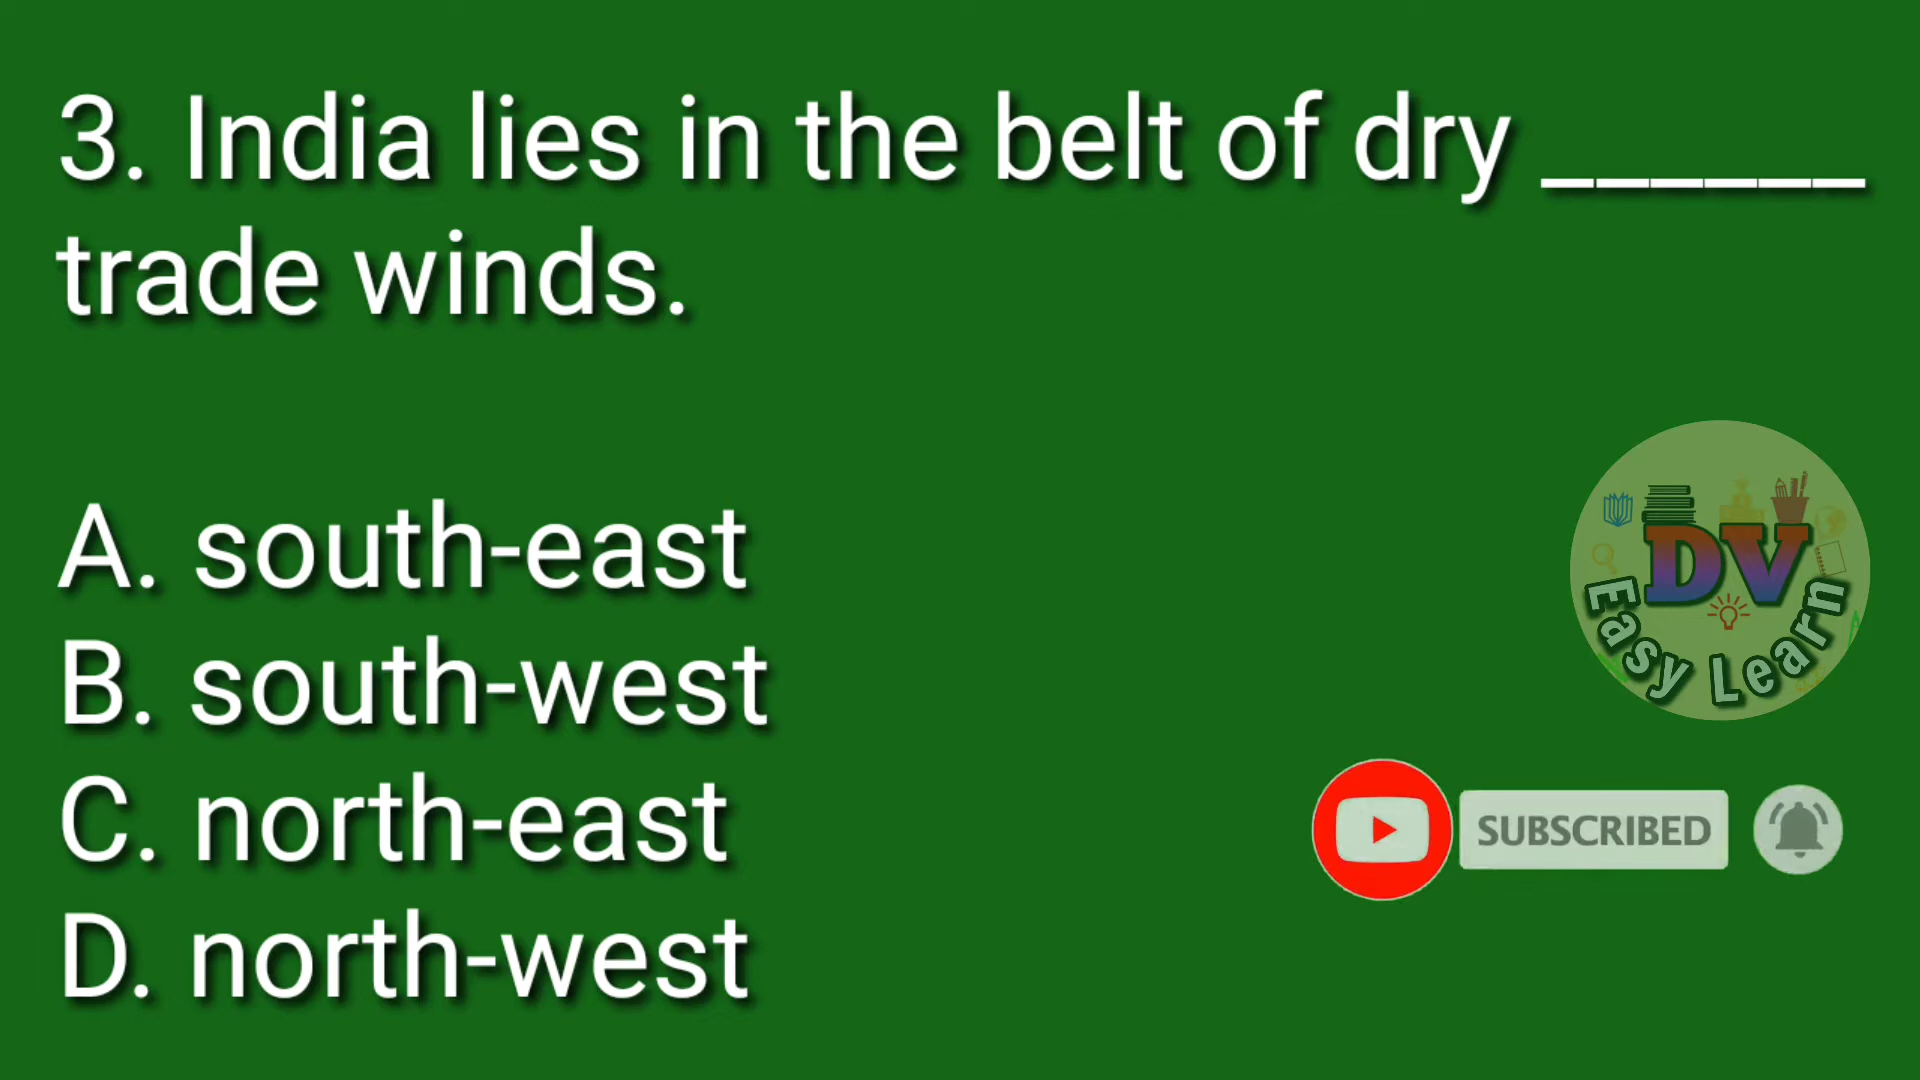 3. India lies in the belt of dry ______
trade winds.
A. south-east
B. south-west
C. north-east
D. north-west
DV
Easy Learn
SUBSCRIBED